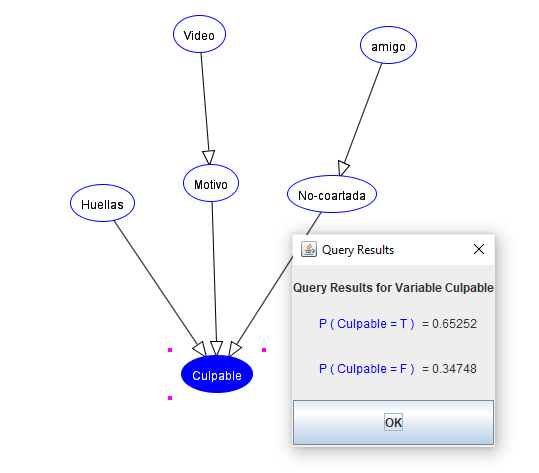 Video
amigo
Motivo
Huellas
No-coartada
Culpable
Query Results
Query Results for Variable Culpable
P ( Culpable = T )  = 0.65252
P ( Culpable = F )  = 0.34748
OK